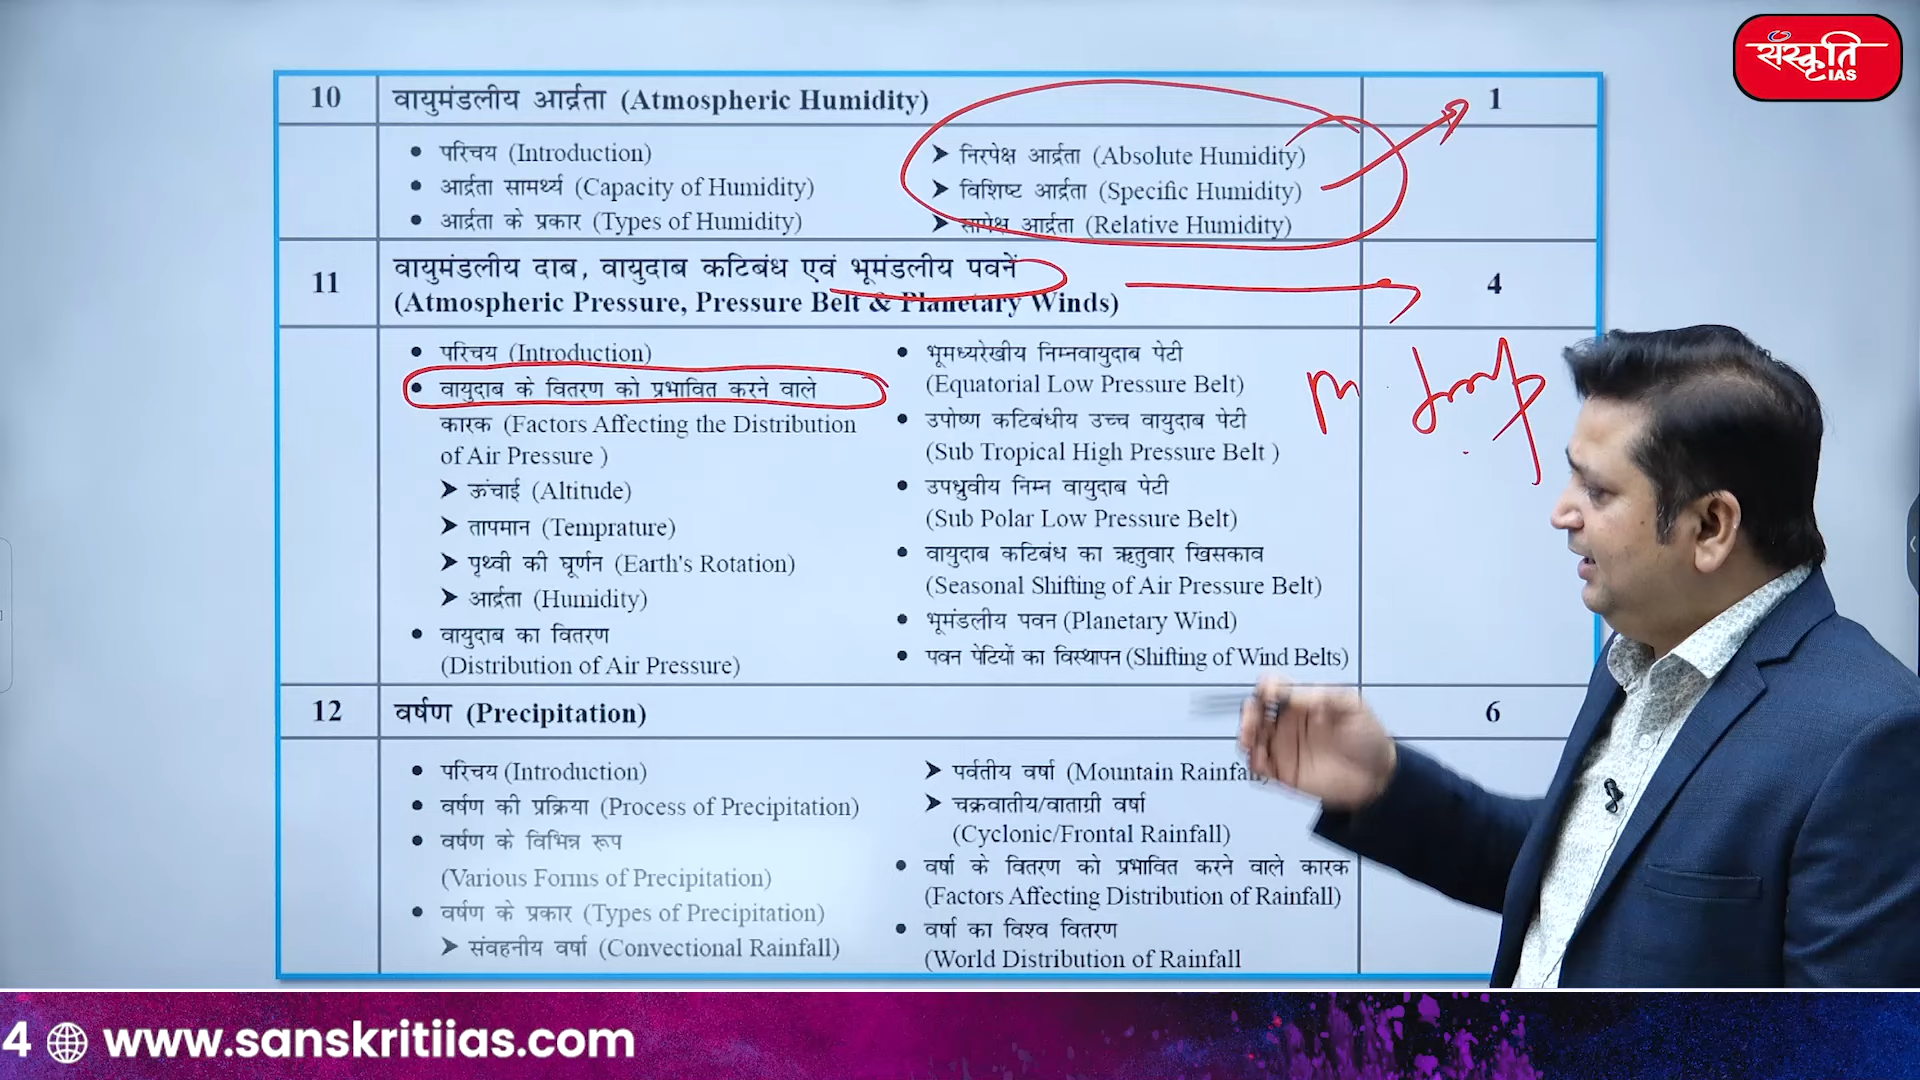 संस्कृति
IAS
10 वायुमंडलीय आर्द्रता (Atmospheric Humidity) 1
• परिचय (Introduction)
• आर्द्रता सामर्थ्य (Capacity of Humidity)
• आर्द्रता के प्रकार (Types of Humidity)
➤ निरपेक्ष आर्द्रता (Absolute Humidity)
➤ विशिष्ट आर्द्रता (Specific Humidity)
➤ सापेक्ष आर्द्रता (Relative Humidity)
11 वायुमंडलीय दाब, वायुदाब कटिबंध एवं भूमंडलीय पवनें 4
(Atmospheric Pressure, Pressure Belt & Planetary Winds)
• परिचय (Introduction)
• वायुदाब के वितरण को प्रभावित करने वाले
कारक (Factors Affecting the Distribution
of Air Pressure )
➤ ऊंचाई (Altitude)
➤ तापमान (Temprature)
➤ पृथ्वी की घूर्णन (Earth's Rotation)
➤ आर्द्रता (Humidity)
• वायुदाब का वितरण
(Distribution of Air Pressure)
• भूमध्यरेखीय निम्नवायुदाब पेटी
(Equatorial Low Pressure Belt)
• उपोष्ण कटिबंधीय उच्च वायुदाब पेटी
(Sub Tropical High Pressure Belt )
• उपध्रुवीय निम्न वायुदाब पेटी
(Sub Polar Low Pressure Belt)
• वायुदाब कटिबंध का ऋतुवार खिसकाव
(Seasonal Shifting of Air Pressure Belt)
• भूमंडलीय पवन (Planetary Wind)
• पवन पेटियों का विस्थापन (Shifting of Wind Belts)
M. Imp
12 वर्षण (Precipitation) 6
• परिचय (Introduction)
• वर्षण की प्रक्रिया (Process of Precipitation)
• वर्षण के विभिन्न रूप
(Various Forms of Precipitation)
• वर्षण के प्रकार (Types of Precipitation)
➤ संवहनीय वर्षा (Convectional Rainfall)
➤ पर्वतीय वर्षा (Mountain Rainfall)
➤ चक्रवातीय/वाताग्री वर्षा
(Cyclonic/Frontal Rainfall)
• वर्षा के वितरण को प्रभावित करने वाले कारक
(Factors Affecting Distribution of Rainfall)
• वर्षा का विश्व वितरण
(World Distribution of Rainfall
4 www.sanskritiias.com